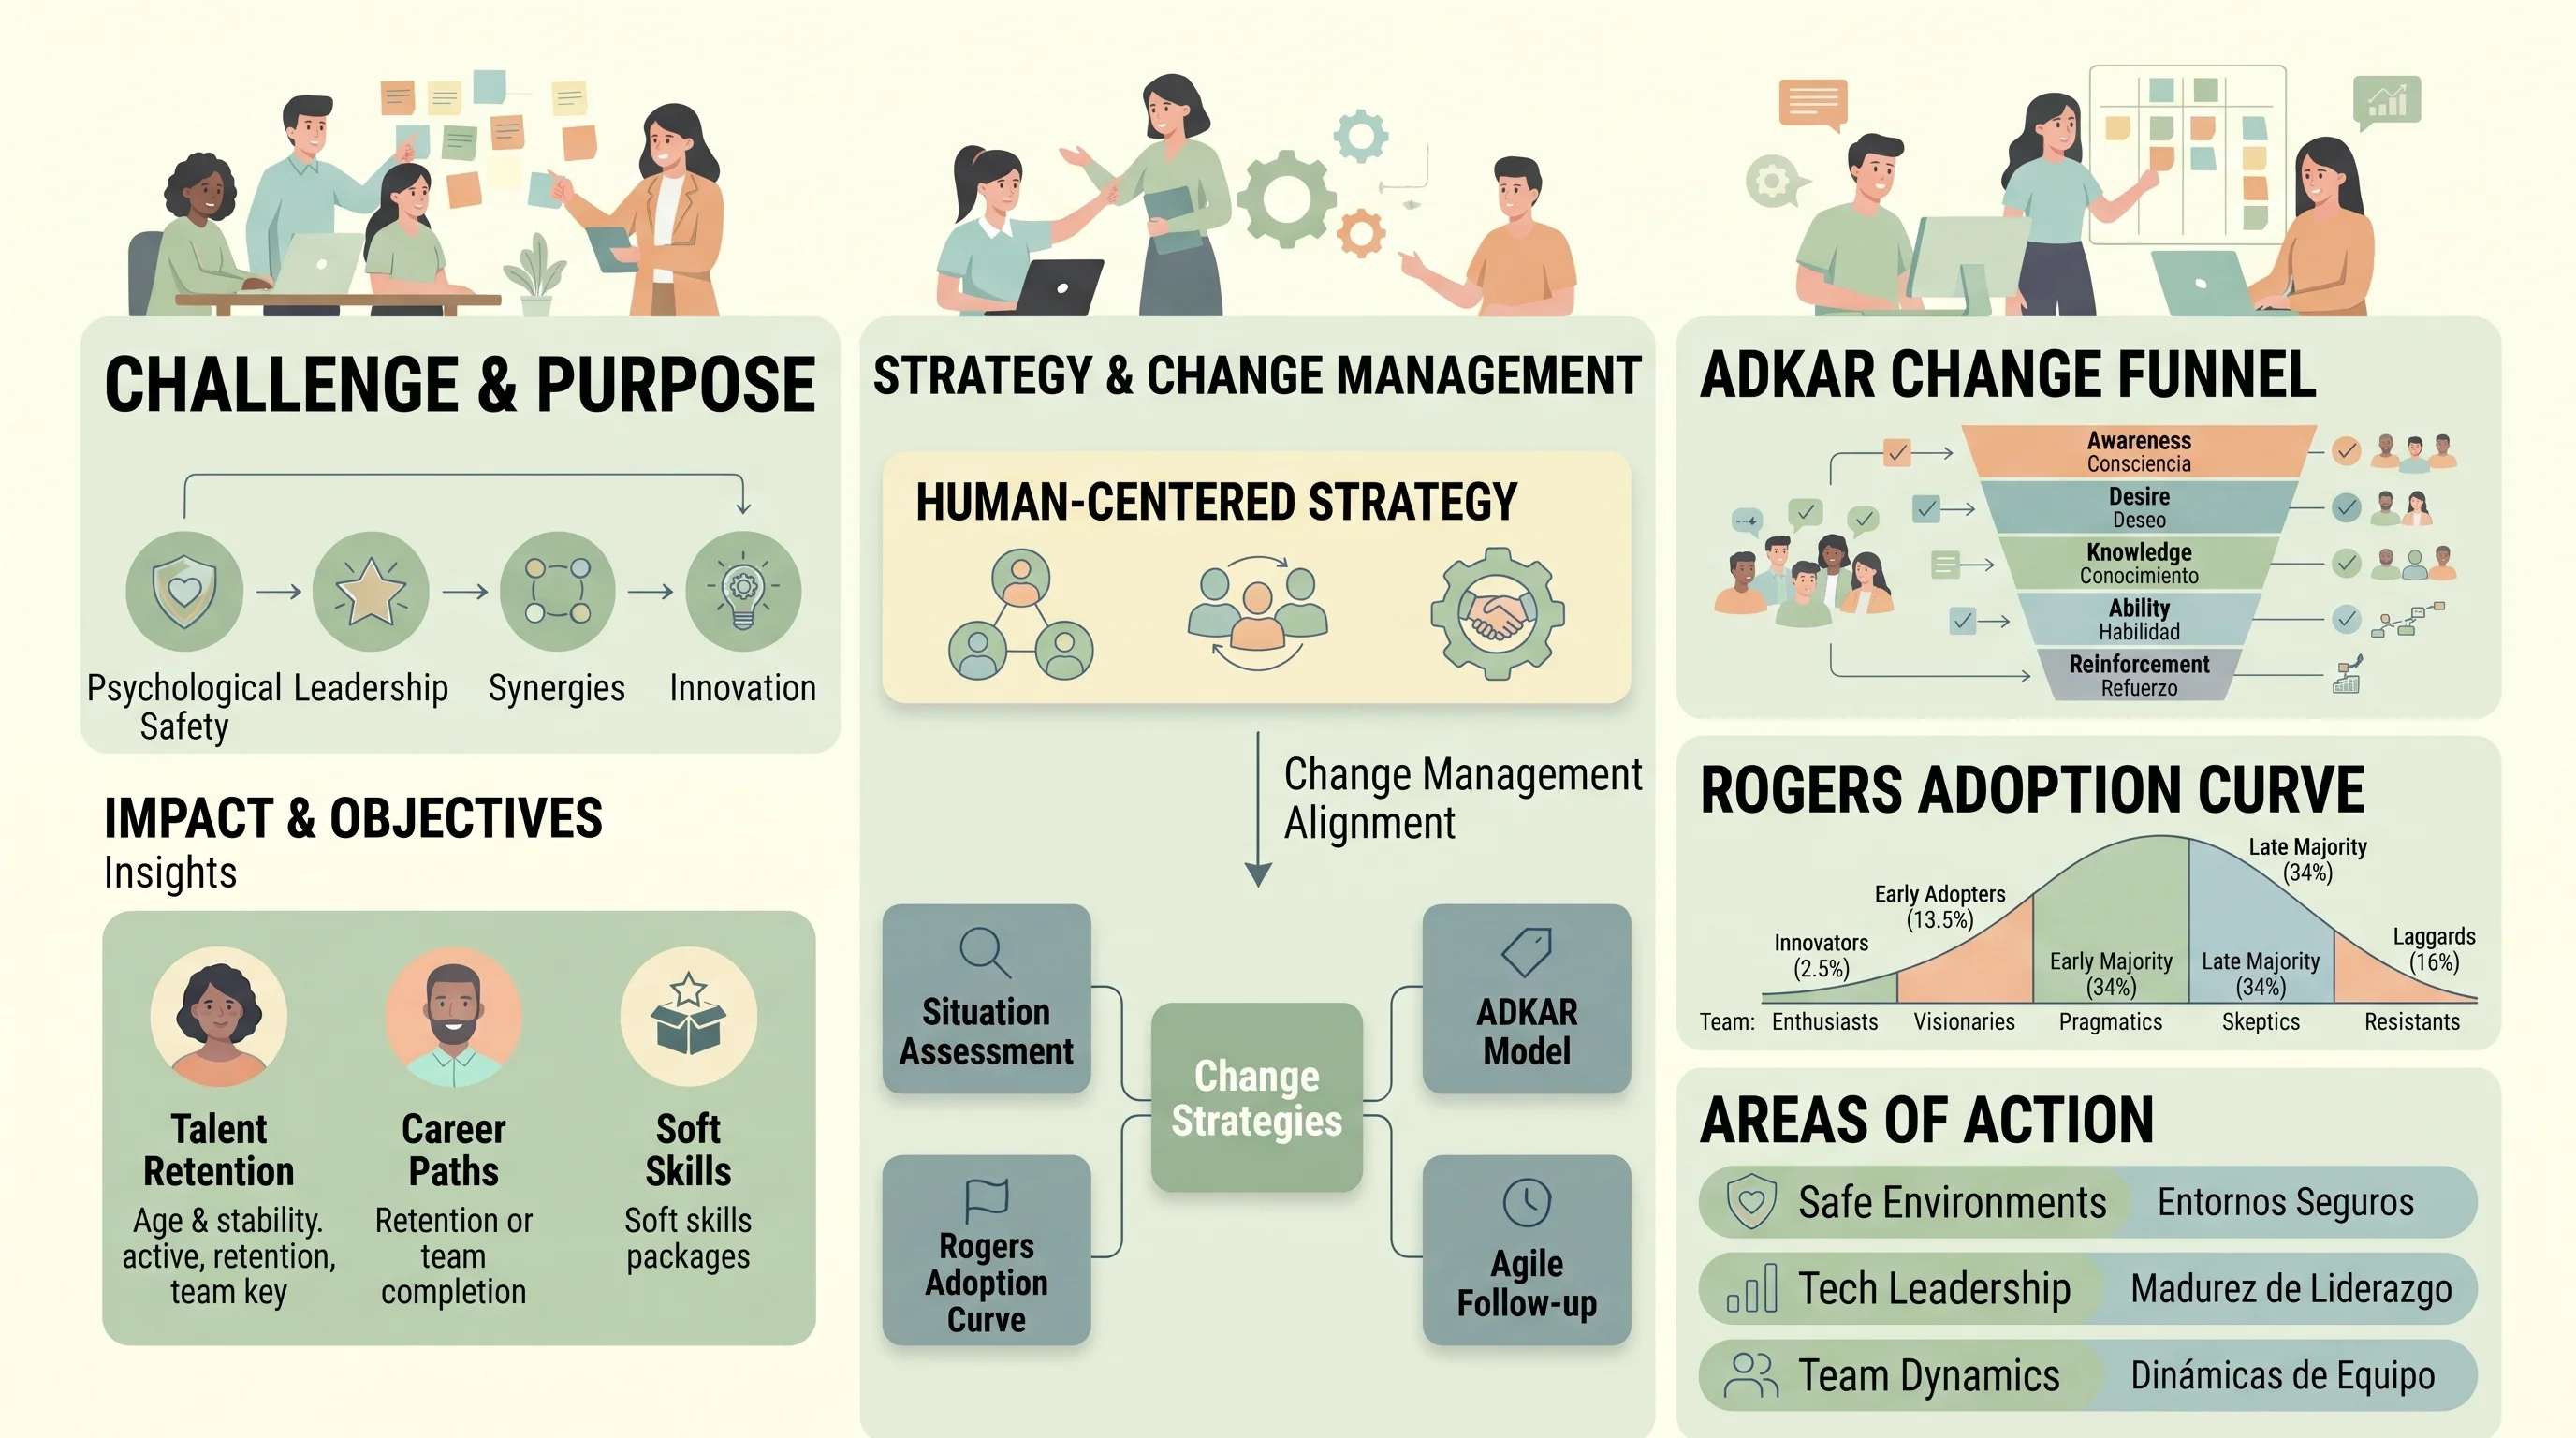 CHALLENGE & PURPOSE
Psychological
Safety
Leadership
Synergies
Innovation
IMPACT & OBJECTIVES
Insights
Talent
Retention
Age & stability.
active, retention,
team key
Career
Paths
Retention or
team
completion
Soft
Skills
Soft skills
packages
STRATEGY & CHANGE MANAGEMENT
HUMAN-CENTERED STRATEGY
Change Management
Alignment
Situation
Assessment
ADKAR
Model
Change
Strategies
Rogers
Adoption
Curve
Agile
Follow-up
ADKAR CHANGE FUNNEL
Awareness
Consciencia
Desire
Deseo
Knowledge
Conocimiento
Ability
Habilidad
Reinforcement
Refuerzo
ROGERS ADOPTION CURVE
Innovators
(2.5%)
Early Adopters
(13.5%)
Early Majority
(34%)
Late Majority
(34%)
Late Majority
(34%)
Laggards
(16%)
Team: Enthusiasts Visionaries Pragmatics Skeptics Resistants
AREAS OF ACTION
Safe Environments Entornos Seguros
Tech Leadership Madurez de Liderazgo
Team Dynamics Dinámicas de Equipo